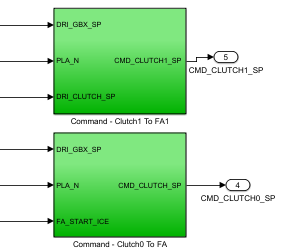 DRI_GBX_SP
PLA_N
CMD_CLUTCH1_SP
5
CMD_CLUTCH1_SP
DRI_CLUTCH_SP
Command - Clutch1 To FA1
DRI_GBX_SP
PLA_N
CMD_CLUTCH_SP
4
CMD_CLUTCH0_SP
FA_START_ICE
Command - Clutch0 To FA